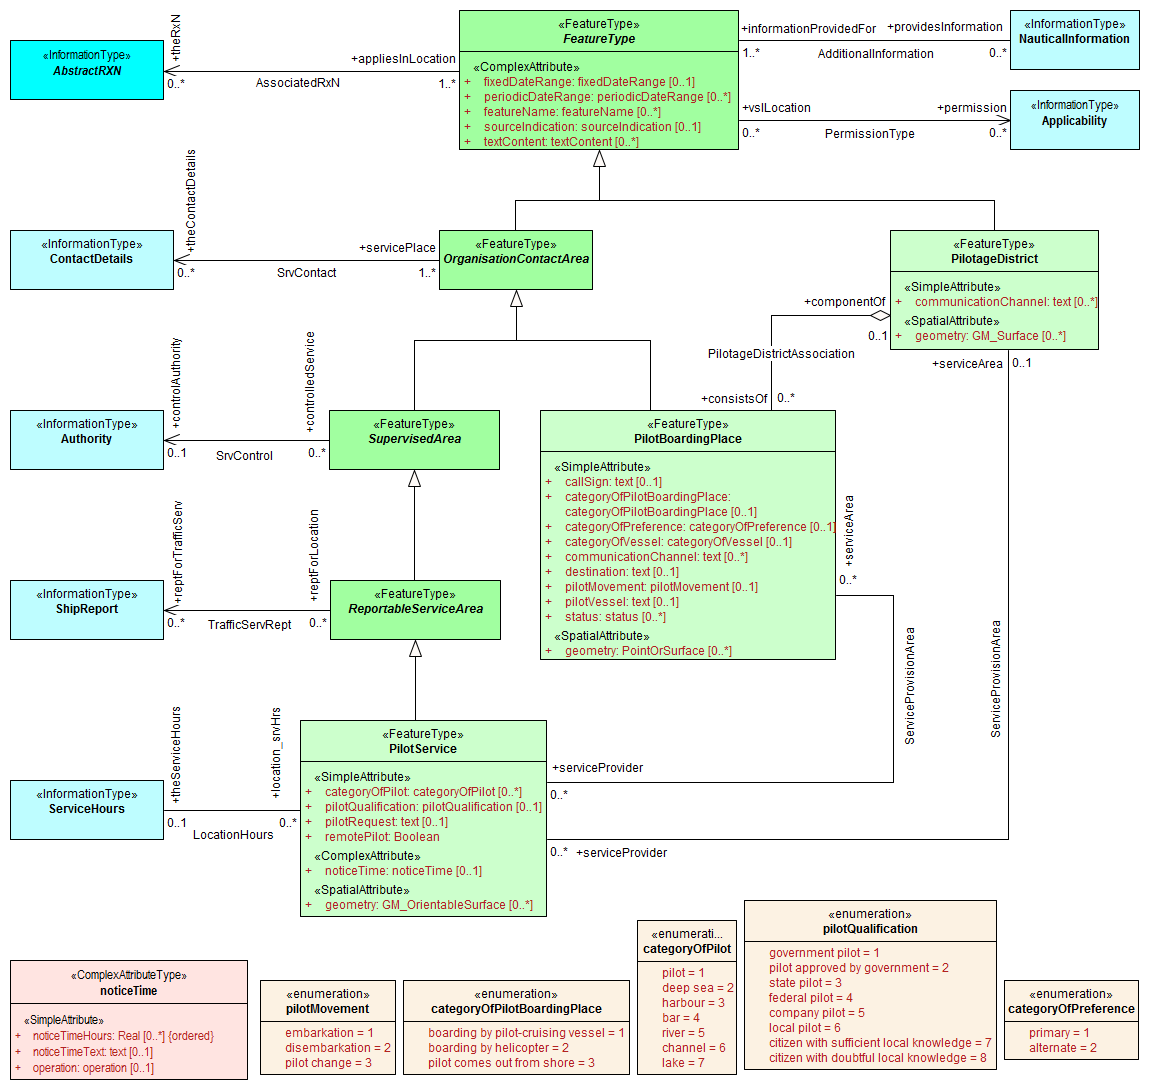 «InformationType»
AbstractRXN
+theRxN
0..*
AssociatedRxN
+appliesInLocation
1..*
«FeatureType»
FeatureType
«ComplexAttribute»
+ fixedDateRange: fixedDateRange [0..1]
+ periodicDateRange: periodicDateRange [0..*]
+ featureName: featureName [0..*]
+ sourceIndication: sourceIndication [0..1]
+ textContent: textContent [0..*]
+informationProvidedFor
1..*
AdditionalInformation
+providesInformation
0..*
«InformationType»
NauticalInformation
+vslLocation
0..*
PermissionType
+permission
0..*
«InformationType»
Applicability
«InformationType»
ContactDetails
+theContactDetails
0..*
SrvContact
+servicePlace
1..*
«FeatureType»
OrganisationContactArea
«FeatureType»
PilotageDistrict
«SimpleAttribute»
+ communicationChannel: text [0..*]
«SpatialAttribute»
+ geometry: GM_Surface [0..*]
+componentOf
0..1
PilotageDistrictAssociation
+consistsOf
0..*
+serviceArea
0..1
«InformationType»
Authority
+controlAuthority
0..1
SrvControl
+controlledService
0..*
«FeatureType»
SupervisedArea
«FeatureType»
PilotBoardingPlace
«SimpleAttribute»
+ callSign: text [0..1]
+ categoryOfPilotBoardingPlace:
categoryOfPilotBoardingPlace [0..1]
+ categoryOfPreference: categoryOfPreference [0..1]
+ categoryOfVessel: categoryOfVessel [0..1]
+ communicationChannel: text [0..*]
+ destination: text [0..1]
+ pilotMovement: pilotMovement [0..1]
+ pilotVessel: text [0..1]
+ status: status [0..*]
«SpatialAttribute»
+ geometry: PointOrSurface [0..*]
+serviceArea
0..*
ServiceProvisionArea
ServiceProvisionArea
«InformationType»
ShipReport
+reptForTrafficServ
0..*
TrafficServRept
+reptForLocation
0..*
«FeatureType»
ReportableServiceArea
«InformationType»
ServiceHours
+theServiceHours
0..1
LocationHours
+location_srvHrs
0..*
«FeatureType»
PilotService
«SimpleAttribute»
+ categoryOfPilot: categoryOfPilot [0..*]
+ pilotQualification: pilotQualification [0..1]
+ pilotRequest: text [0..1]
+ remotePilot: Boolean
«ComplexAttribute»
+ noticeTime: noticeTime [0..1]
«SpatialAttribute»
+ geometry: GM_OrientableSurface [0..*]
+serviceProvider
0..*
0..*
+serviceProvider
«ComplexAttributeType»
noticeTime
«SimpleAttribute»
+ noticeTimeHours: Real [0..*] {ordered}
+ noticeTimeText: text [0..1]
+ operation: operation [0..1]
«enumeration»
pilotMovement
embarkation = 1
disembarkation = 2
pilot change = 3
«enumeration»
categoryOfPilotBoardingPlace
boarding by pilot-cruising vessel = 1
boarding by helicopter = 2
pilot comes out from shore = 3
«enumerati...
categoryOfPilot
pilot = 1
deep sea = 2
harbour = 3
bar = 4
river = 5
channel = 6
lake = 7
«enumeration»
pilotQualification
government pilot = 1
pilot approved by government = 2
state pilot = 3
federal pilot = 4
company pilot = 5
local pilot = 6
citizen with sufficient local knowledge = 7
citizen with doubtful local knowledge = 8
«enumeration»
categoryOfPreference
primary = 1
alternate = 2